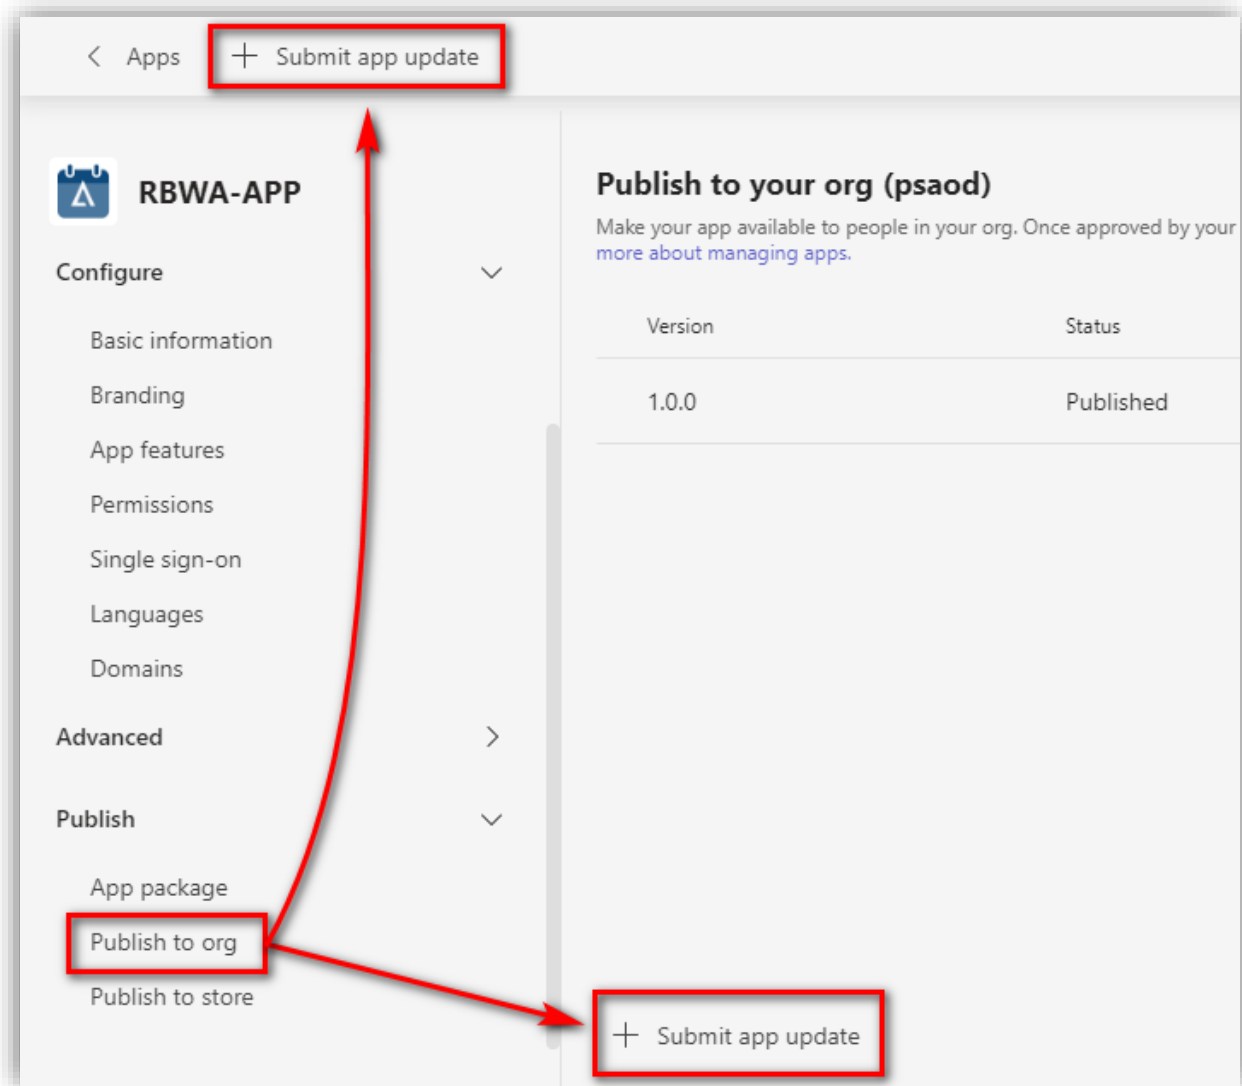 Apps
Submit app update
RBWA-APP
Configure
Basic information
Branding
App features
Permissions
Single sign-on
Languages
Domains
Advanced
Publish
App package
Publish to org
Publish to store
Publish to your org (psaod)
Make your app available to people in your org. Once approved by your
more about managing apps.
Version Status
1.0.0 Published
Submit app update